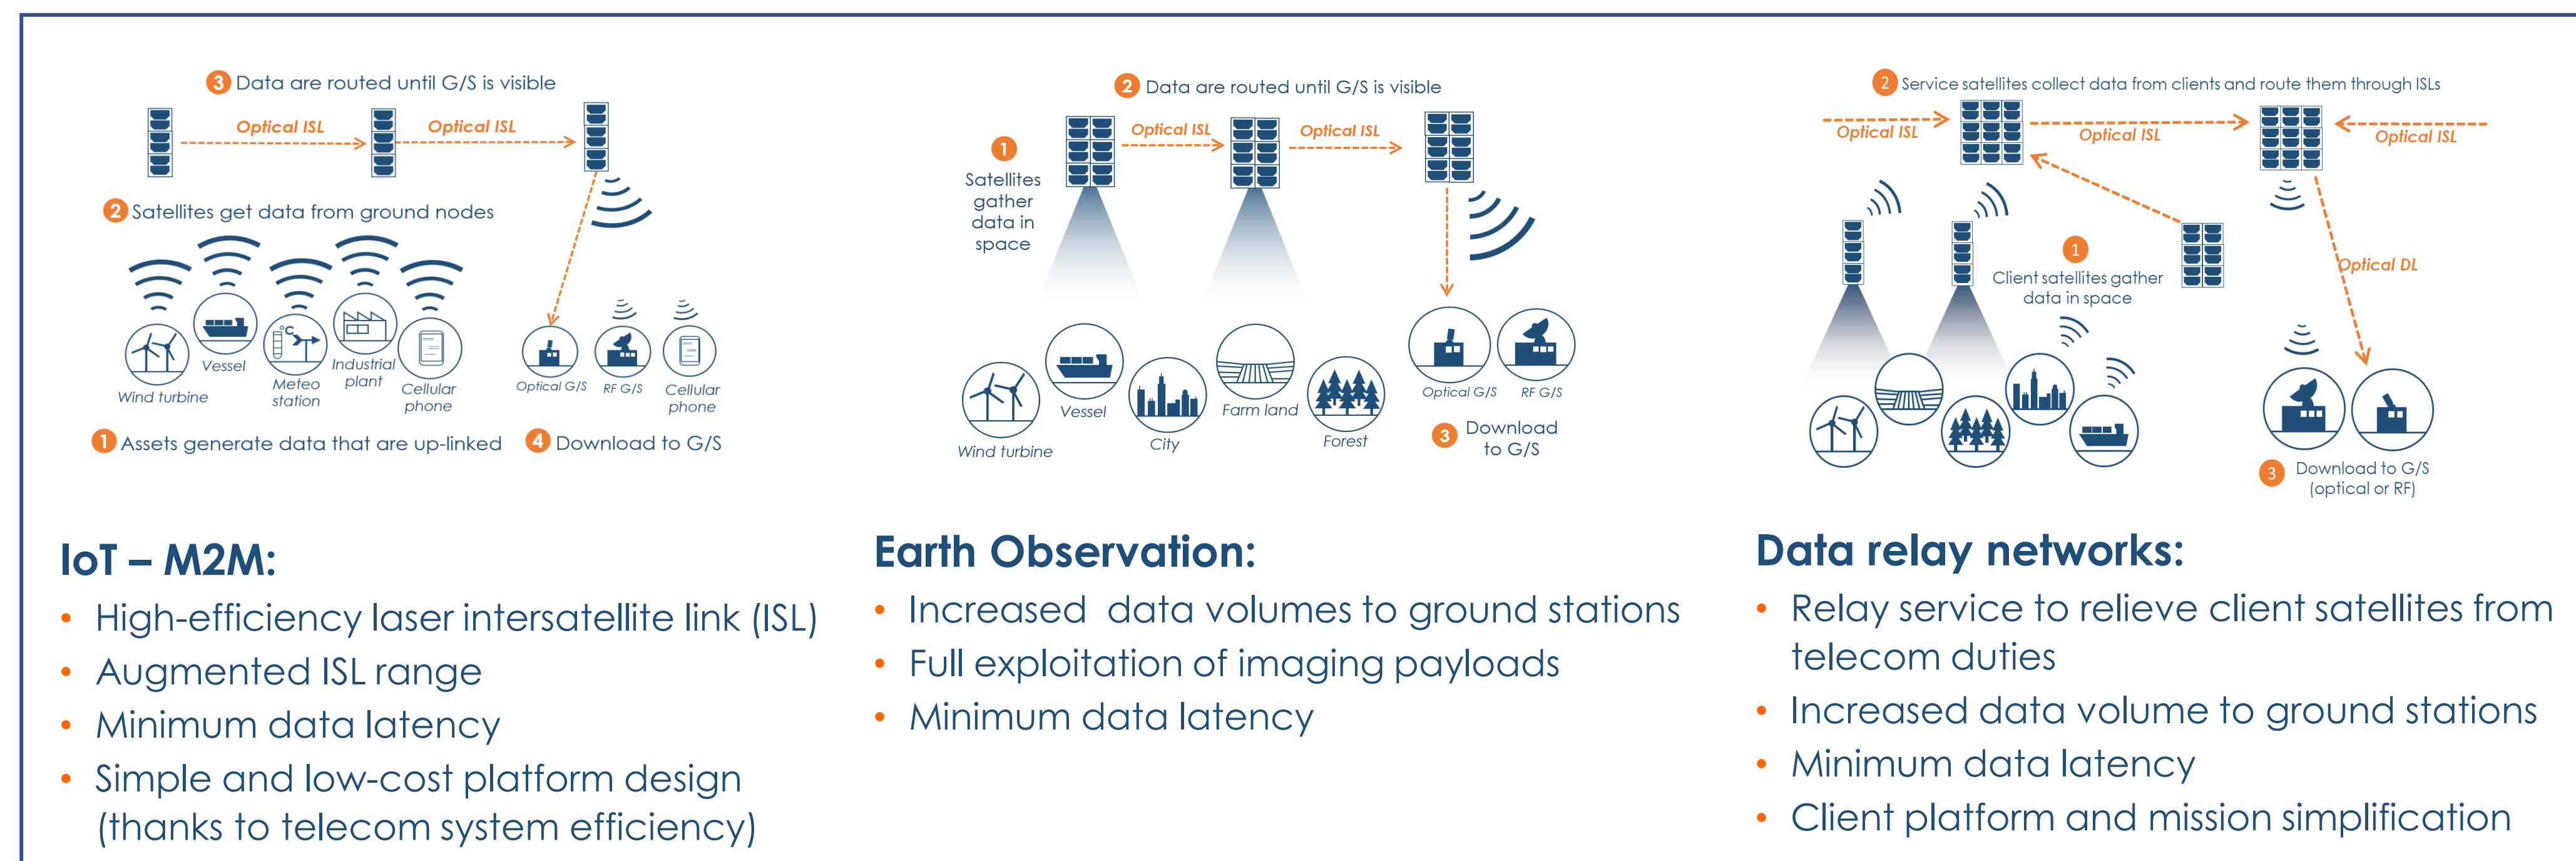 3 Data are routed until G/S is visible
Optical ISL
Optical ISL
2 Satellites get data from ground nodes
Wind turbine
Vessel
°C
Meteo
station
Industrial
plant
Cellular
phone
Optical G/S
RF G/S
Cellular
phone
1 Assets generate data that are up-linked
4 Download to G/S
IoT – M2M:
• High-efficiency laser intersatellite link (ISL)
• Augmented ISL range
• Minimum data latency
• Simple and low-cost platform design
(thanks to telecom system efficiency)
2 Data are routed until G/S is visible
Optical ISL
Optical ISL
1
Satellites
gather
data in
space
Wind turbine
Vessel
City
Farm land
Forest
Optical G/S
RF G/S
3 Download
to G/S
Earth Observation:
• Increased data volumes to ground stations
• Full exploitation of imaging payloads
• Minimum data latency
2 Service satellites collect data from clients and route them through ISLs
Optical ISL
Optical ISL
Optical ISL
1
Client satellites gather
data in space
Optical DL
3 Download to G/S
(optical or RF)
Data relay networks:
• Relay service to relieve client satellites from
telecom duties
• Increased data volume to ground stations
• Minimum data latency
• Client platform and mission simplification